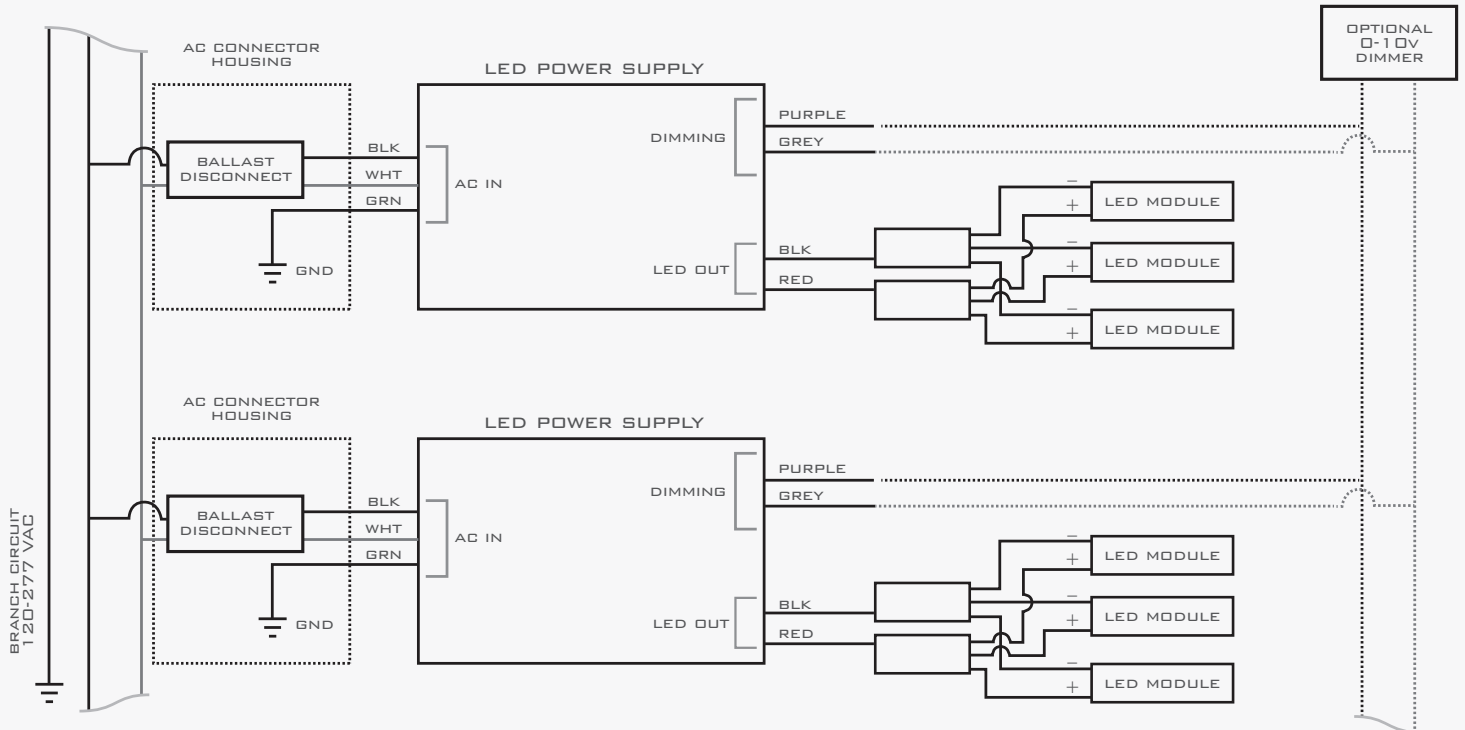 OPTIONAL
0-10V
DIMMER
AC CONNECTOR
HOUSING
LED POWER SUPPLY
BALLAST
DISCONNECT
BLK
WHT
GRN
GND
AC IN
DIMMING
PURPLE
GREY
LED OUT
BLK
RED
−
+
LED MODULE
−
+
LED MODULE
−
+
LED MODULE
AC CONNECTOR
HOUSING
LED POWER SUPPLY
BALLAST
DISCONNECT
BLK
WHT
GRN
GND
AC IN
DIMMING
PURPLE
GREY
LED OUT
BLK
RED
−
+
LED MODULE
−
+
LED MODULE
−
+
LED MODULE
BRANCH CIRCUIT
120-277 VAC